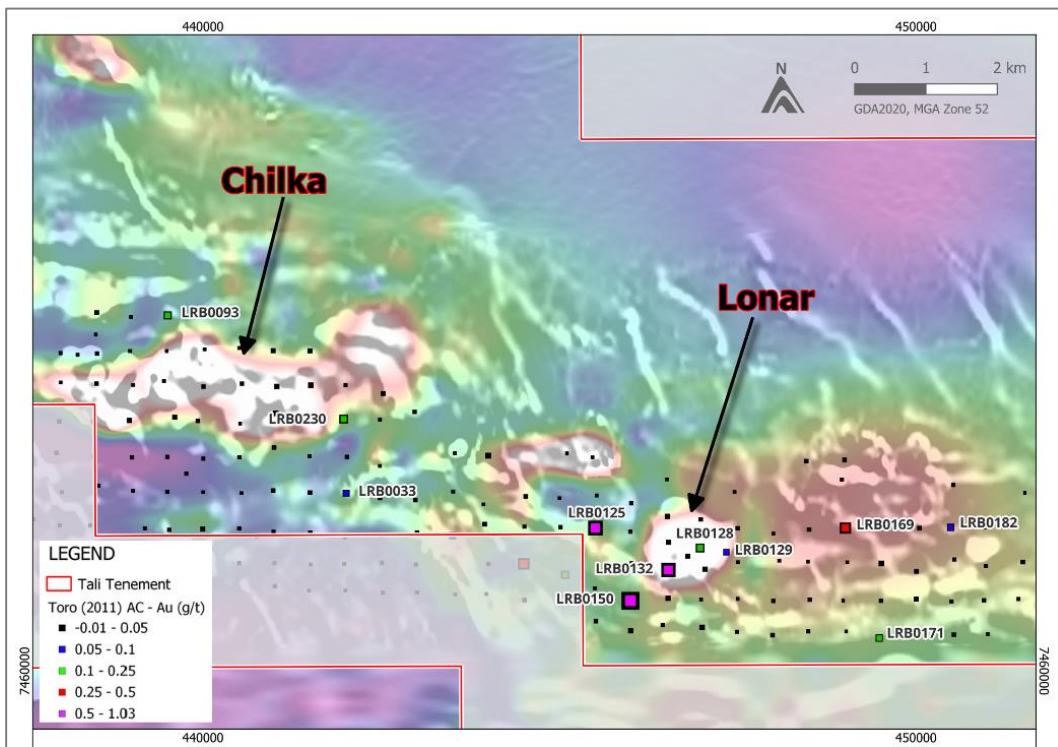 440000
450000
N
0 1 2 km
GDA2020, MGA Zone 52
Chilka
Lonar
LRB0093
LRB0230
LRB0033
LRB0125
LRB0128
LRB0129
LRB0169
LRB0182
LRB0132
LRB0150
LRB0171
LEGEND
Tali Tenement
Toro (2011) AC - Au (g/t)
-0.01 - 0.05
0.05 - 0.1
0.1 - 0.25
0.25 - 0.5
0.5 - 1.03
7460000
7460000
440000
450000